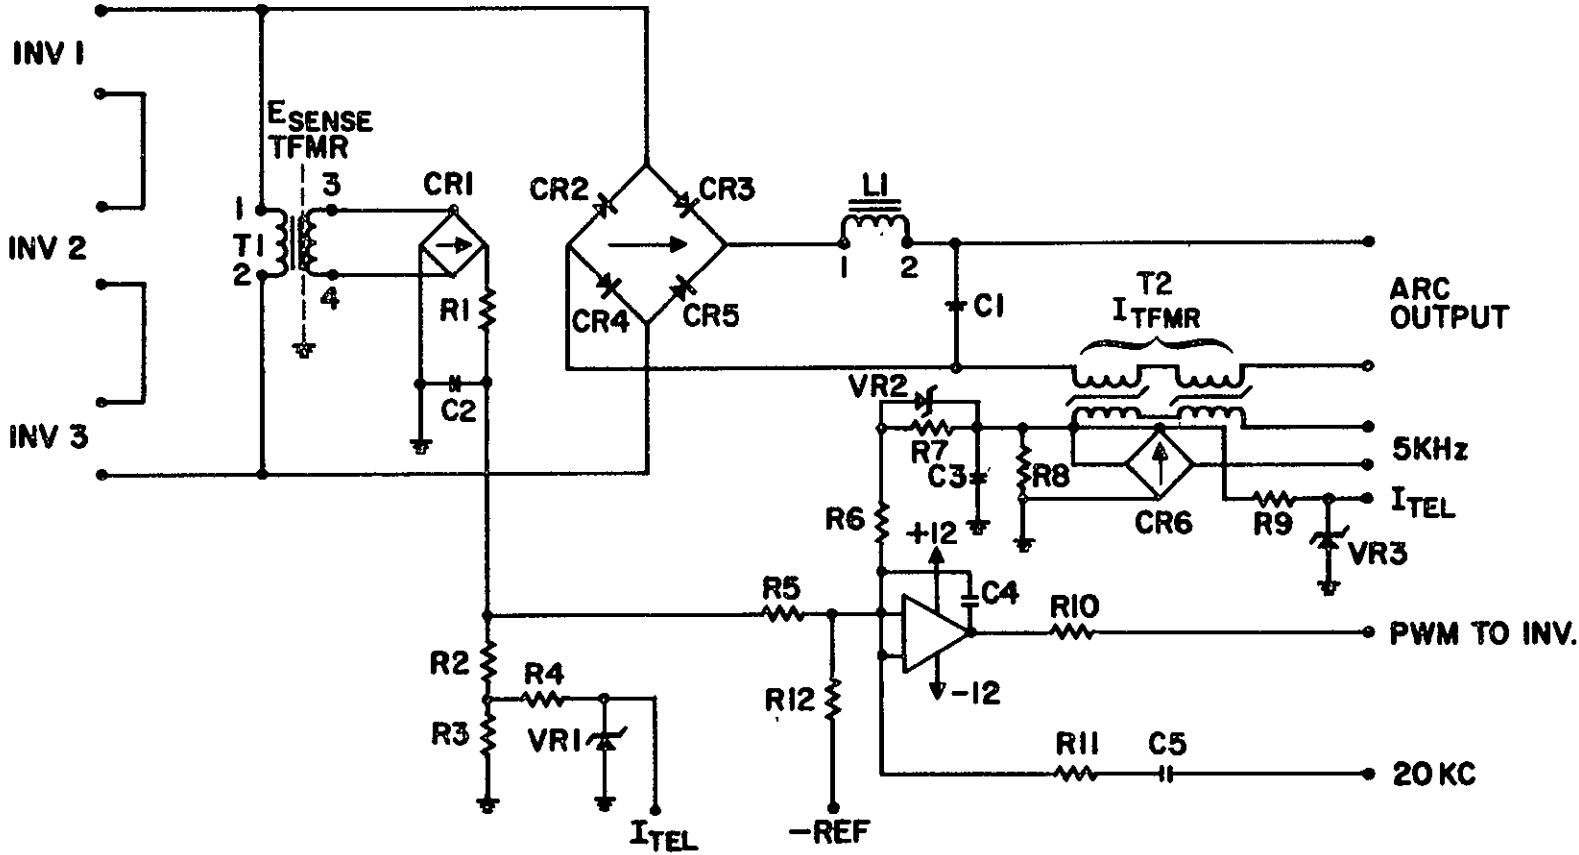 INV 1
E SENSE
TFMR
3
CR1
1
T1
2
4
R1
C2
INV 2
INV 3
CR2
CR3
CR4
CR5
L1
1
2
C1
T2
I TFMR
ARC
OUTPUT
VR2
R7
C3
R8
CR6
5KHz
I TEL
R9
VR3
R6
+12
C4
R5
R10
PWM TO INV.
-12
R2
R4
R12
R3
VR1
R11
C5
20 KC
I TEL
-REF